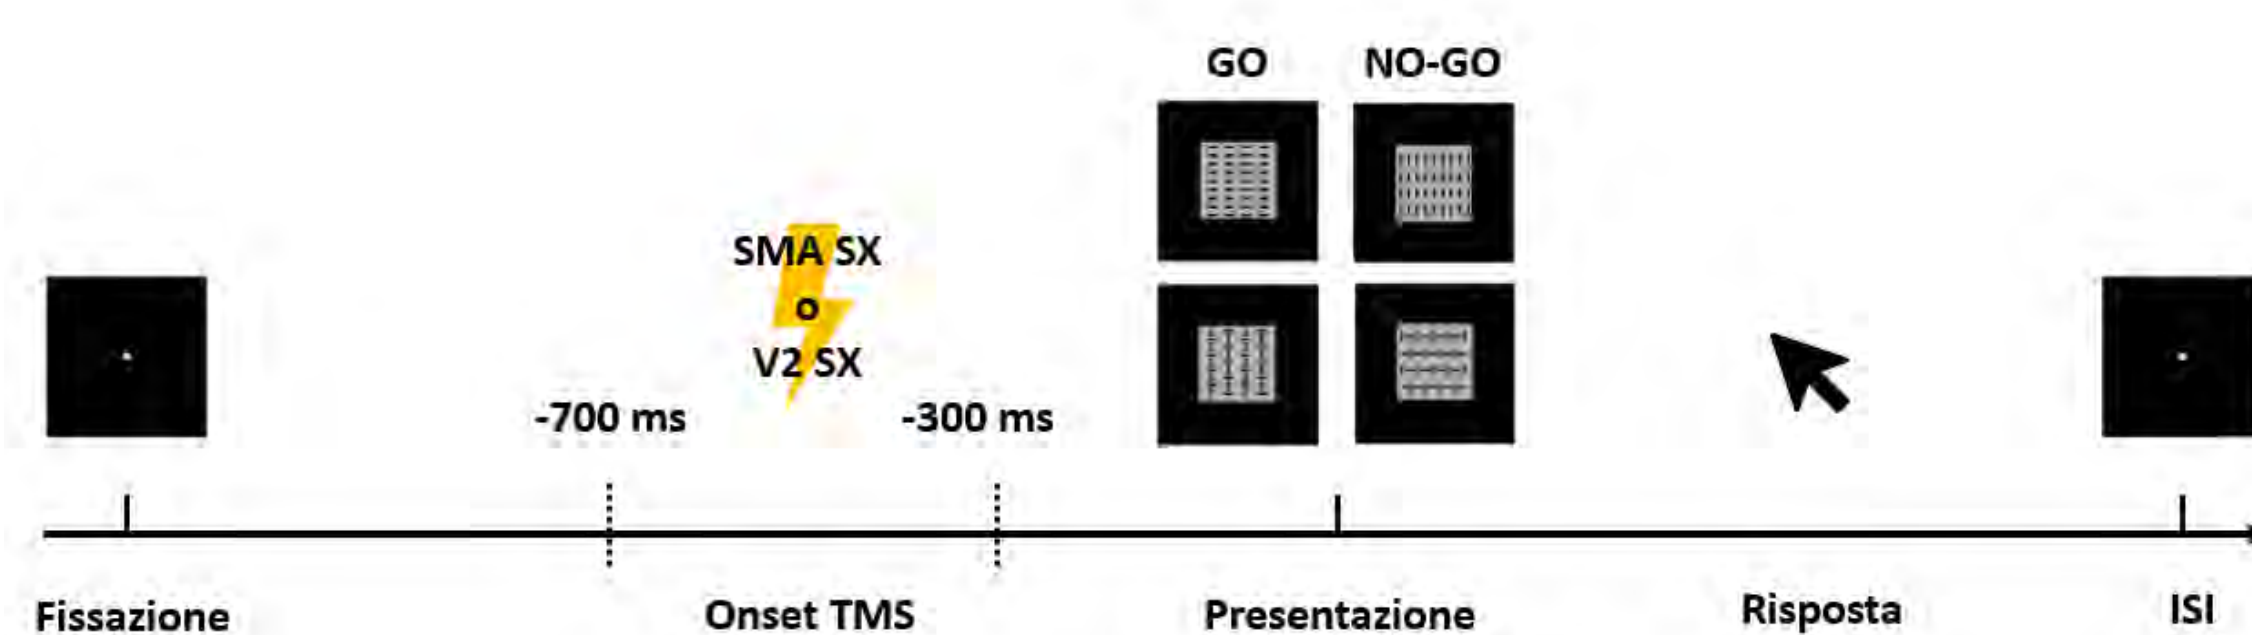 GO
NO-GO
SMA SX
o
V2 SX
-700 ms
-300 ms
Fissazione
Onset TMS
Presentazione
Risposta
ISI